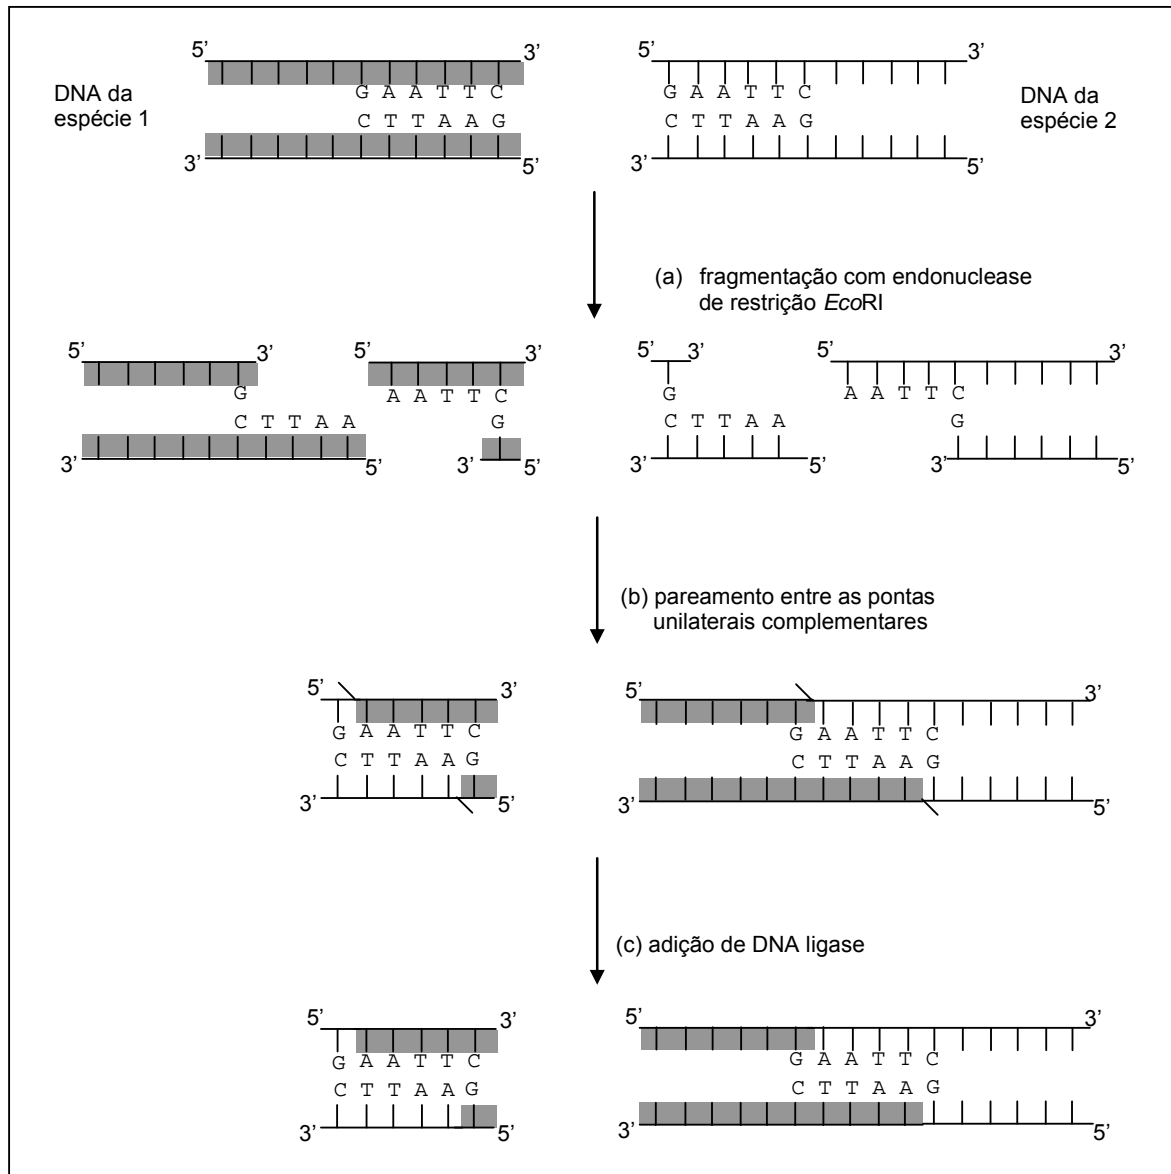 5’ 3’ 5’ 3’
DNA da
espécie 1
G A A T T C
C T T A A G
3’ 5’
G A A T T C
C T T A A G
3’ 5’
DNA da
espécie 2
(a) fragmentação com endonuclease
de restrição EcoRI
5’ 3’ 5’ 3’ 5’ 3’ 5’ 3’
G A A T T C G A A T T C
C T T A A G C T T A A G
3’ 5’ 3’ 5’ 3’ 5’ 3’ 5’
(b) pareamento entre as pontas
unilaterais complementares
5’ 3’ 5’ 3’
G A A T T C G A A T T C
C T T A A G C T T A A G
3’ 5’ 3’ 5’
(c) adição de DNA ligase
5’ 3’ 5’ 3’
G A A T T C G A A T T C
C T T A A G C T T A A G
3’ 5’ 3’ 5’